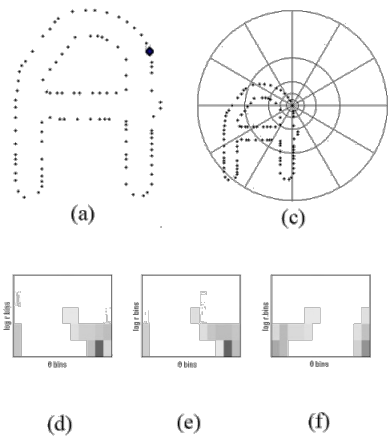 (a)
(c)
log r bins
θ bins
log r bins
θ bins
log r bins
θ bins
(d)
(e)
(f)